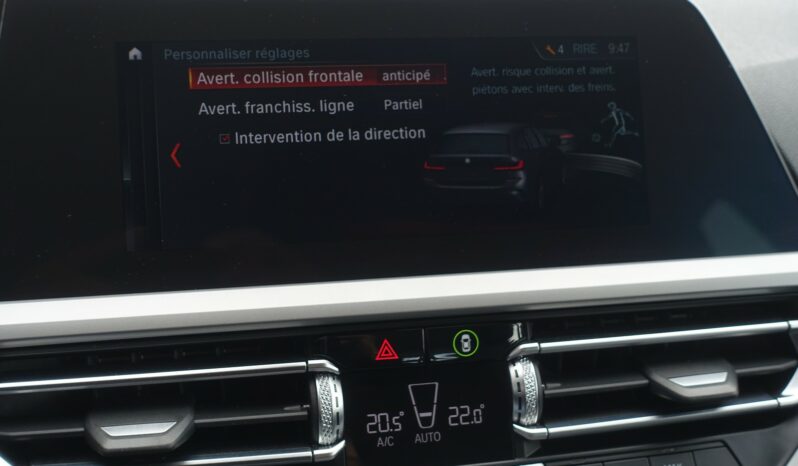 Personnaliser réglages
4 RIRE 9:47
Avert. collision frontale anticipé
Avert. franchiss. ligne Partiel
Intervention de la direction
Avert. risque collision et avert.
piétons avec interv. des freins.
20.5° 22.0°
A/C AUTO